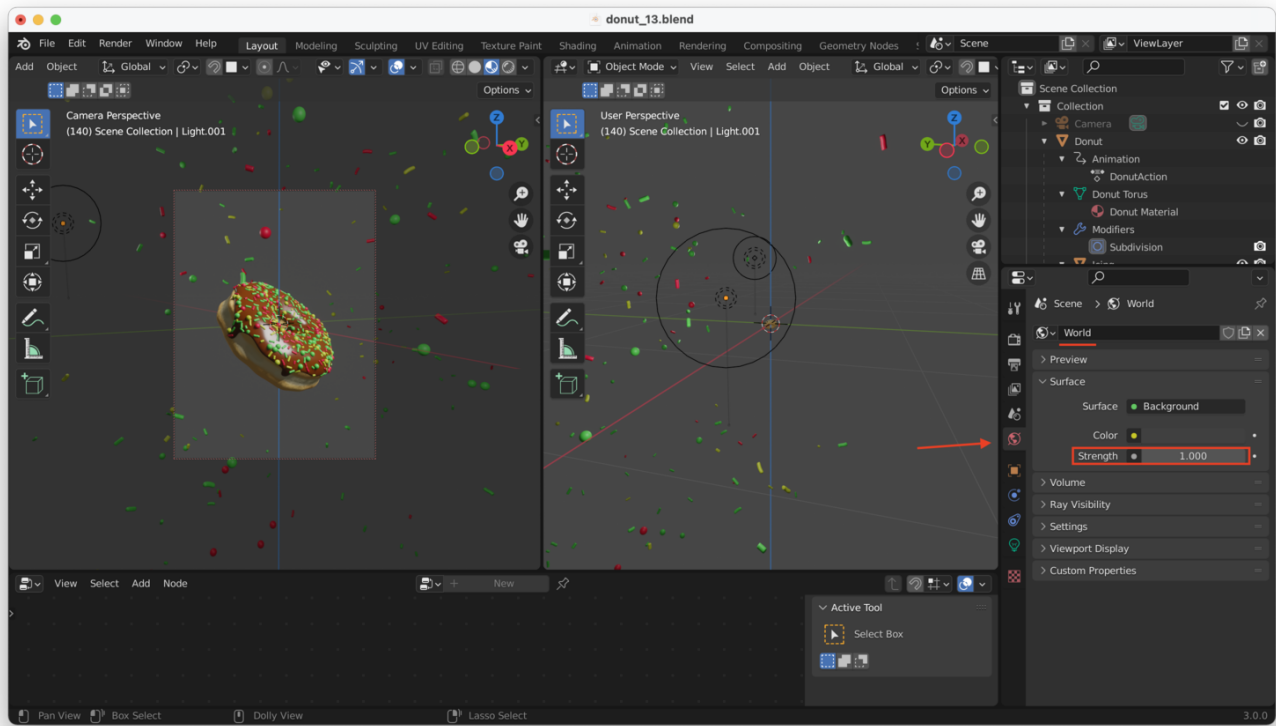 donut_13.blend
File Edit Render Window Help Layout Modeling Sculpting UV Editing Texture Paint Shading Animation Rendering Compositing Geometry Nodes Scene ViewLayer
Add Object Global Options
Camera Perspective
(140) Scene Collection | Light.001
Z
X
Y
Object Mode View Select Add Object Global Options
User Perspective
(140) Scene Collection | Light.001
Z
Y
X
Scene Collection
Collection
Camera
Donut
Animation
DonutAction
Donut Torus
Donut Material
Modifiers
Subdivision
Icing
Scene > World
World
Preview
Surface
Surface Background
Color
Strength 1.000
Volume
Ray Visibility
Settings
Viewport Display
Custom Properties
View Select Add Node New
Active Tool
Select Box
Pan View Box Select Dolly View Lasso Select 3.0.0